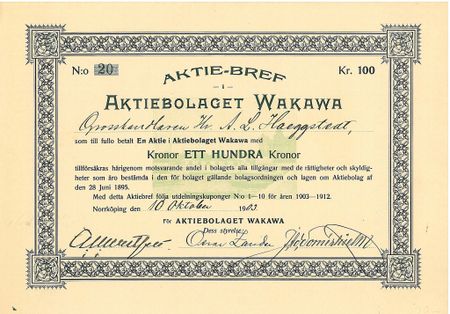 N:o 20
Kr. 100
AKTIE-BREF
i
AKTIEBOLAGET WAKAWA
Grosshandlaren Hr A. L. Haeggstedt,
som till fullo betalt En Aktie i Aktiebolaget Wakawa med
Kronor ETT HUNDRA Kronor
tillförsäkras härigenom motsvarande andel i bolagets alla tillgångar med de rättigheter och skyldig-
heter som äro bestämda i den för bolaget gällande bolagsordningen och lagen om Aktiebolag af
den 28 Juni 1895.
Med detta Aktiebref följa utdelningskuponger N:o 1–10 för åren 1903–1912.
Norrköping den 10 Oktober 1903.
För AKTIEBOLAGET WAKAWA
Dess styrelse:
Oscar